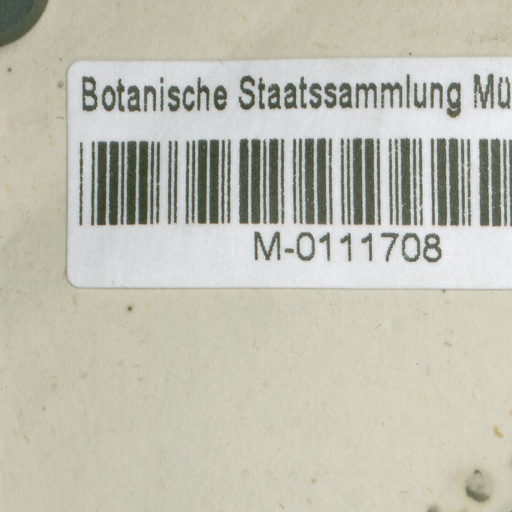 Botanische Staatssammlung Mü
M-0111708